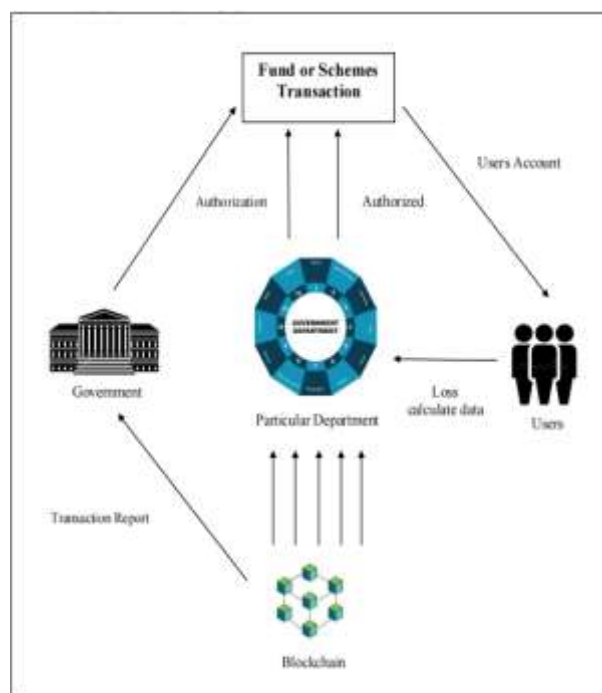 Fund or Schemes
Transaction
Users Account
Authorization
Authorized
GOVERNMENT
DEPARTMENT
Government
Loss
calculate data
Particular Department
Users
Transaction Report
Blockchain